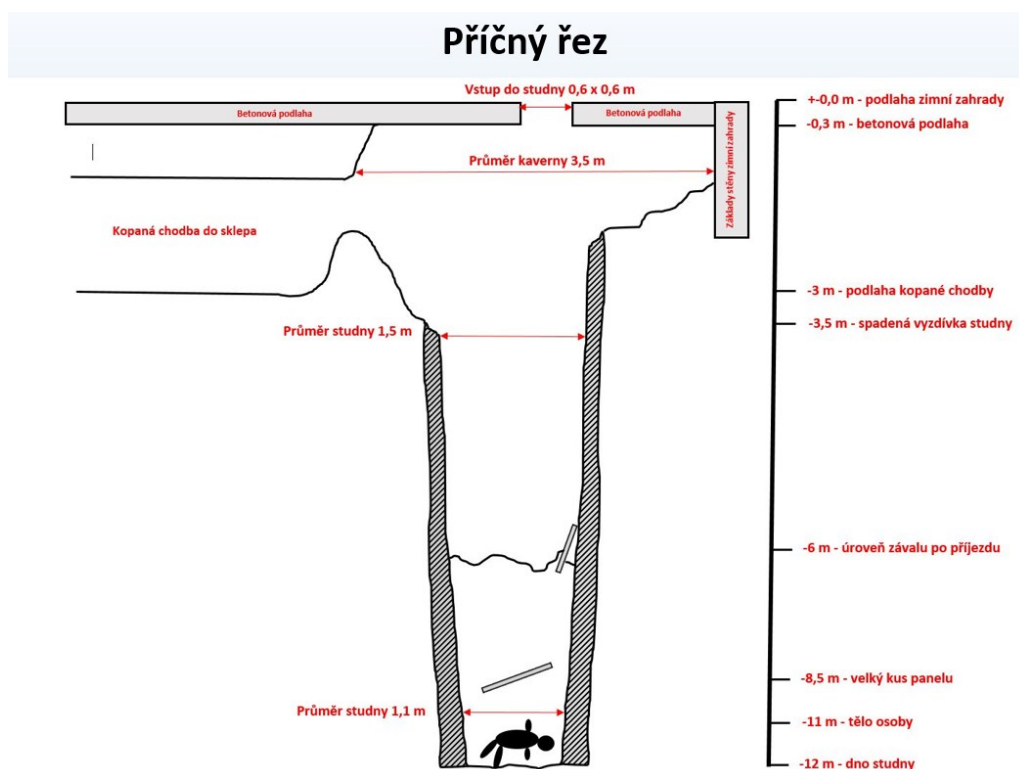 Příčný řez
Vstup do studny 0,6 x 0,6 m
Betonová podlaha
Betonová podlaha
Základy stěny zimní zahrady
Průměr kaverny 3,5 m
Kopaná chodba do sklepa
Průměr studny 1,5 m
Průměr studny 1,1 m
+-0,0 m - podlaha zimní zahrady
-0,3 m - betonová podlaha
-3 m - podlaha kopané chodby
-3,5 m - spadená vyzdívka studny
-6 m - úroveň závalu po příjezdu
-8,5 m - velký kus panelu
-11 m - tělo osoby
-12 m - dno studny